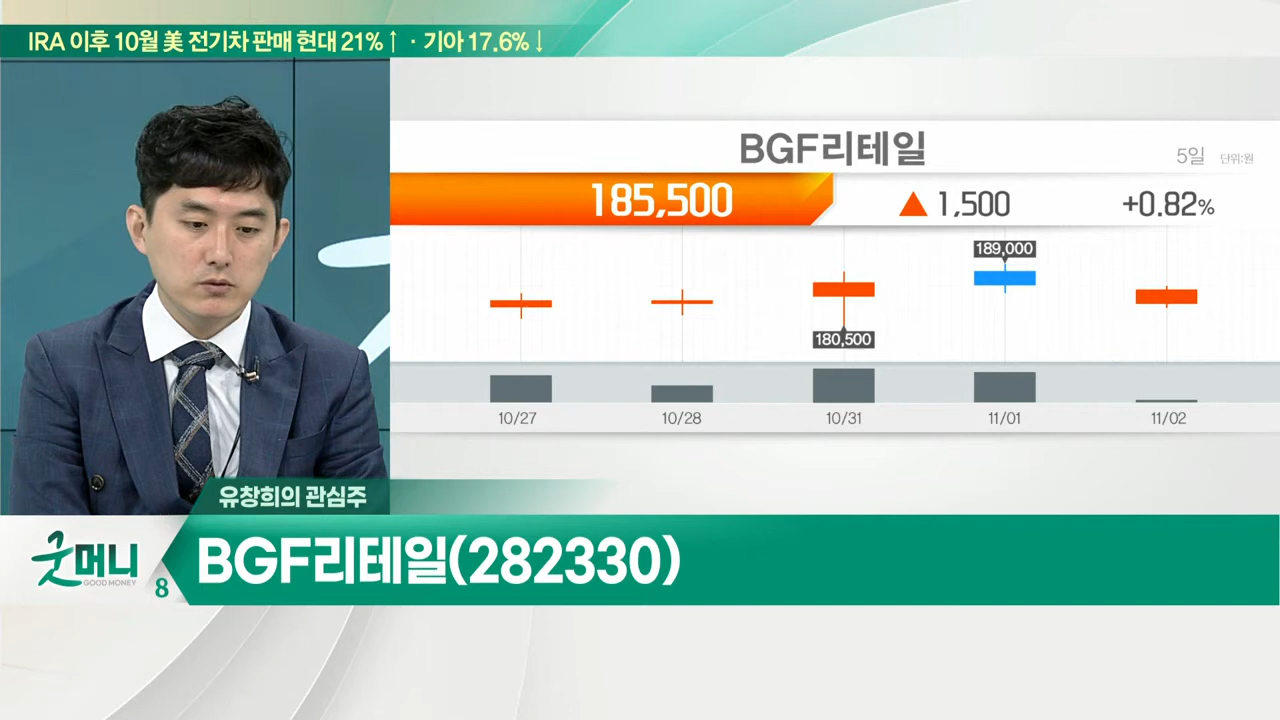 IRA 이후 10월 美 전기차 판매 현대 21%↑ · 기아 17.6%↓
BGF리테일
5일 단위:원
185,500 ▲ 1,500 +0.82%
189,000
180,500
10/27 10/28 10/31 11/01 11/02
유창희의 관심주
굿머니
GOOD MONEY
8
BGF리테일(282330)